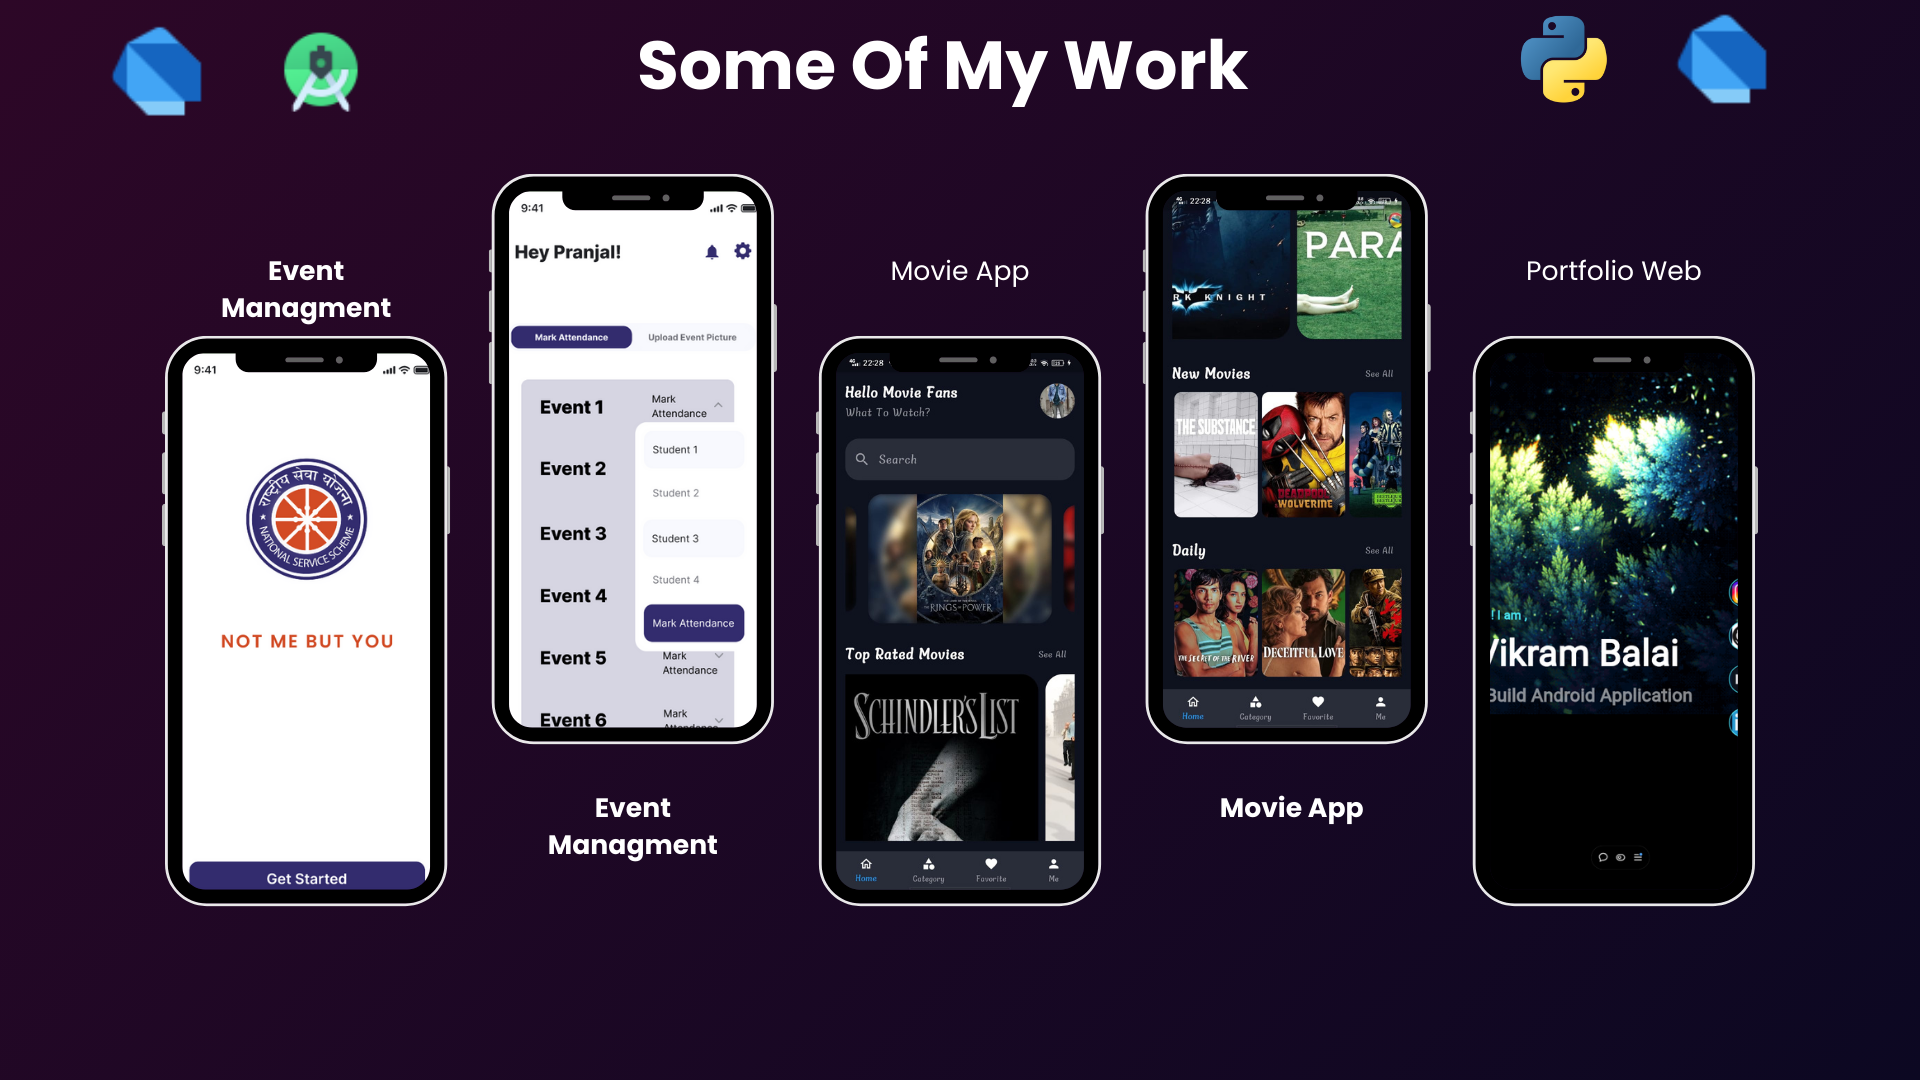 Some Of My Work
Event
Managment
9:41
राष्ट्रीय सेवा योजना
NATIONAL SERVICE SCHEME
NOT ME BUT YOU
Get Started
9:41
Hey Pranjal!
Mark Attendance
Upload Event Picture
Event 1
Mark
Attendance
Student 1
Event 2
Student 2
Event 3
Student 3
Event 4
Student 4
Mark Attendance
Event 5
Mark
Attendance
Event 6
Mark
Attendance
Event
Managment
Movie App
22:28
Hello Movie Fans
What To Watch?
Search
THE RINGS OF POWER
Top Rated Movies
See All
SCHINDLER'S LIST
Home
Category
Favorite
Me
22:28
RK KNIGHT
PARA
New Movies
See All
THE SUBSTANCE
DEADPOOL
WOLVERINE
Daily
See All
THE SECRET OF THE RIVER
DECEITFUL LOVE
Home
Category
Favorite
Me
Movie App
Portfolio Web
! I am ,
Vikram Balai
Build Android Application